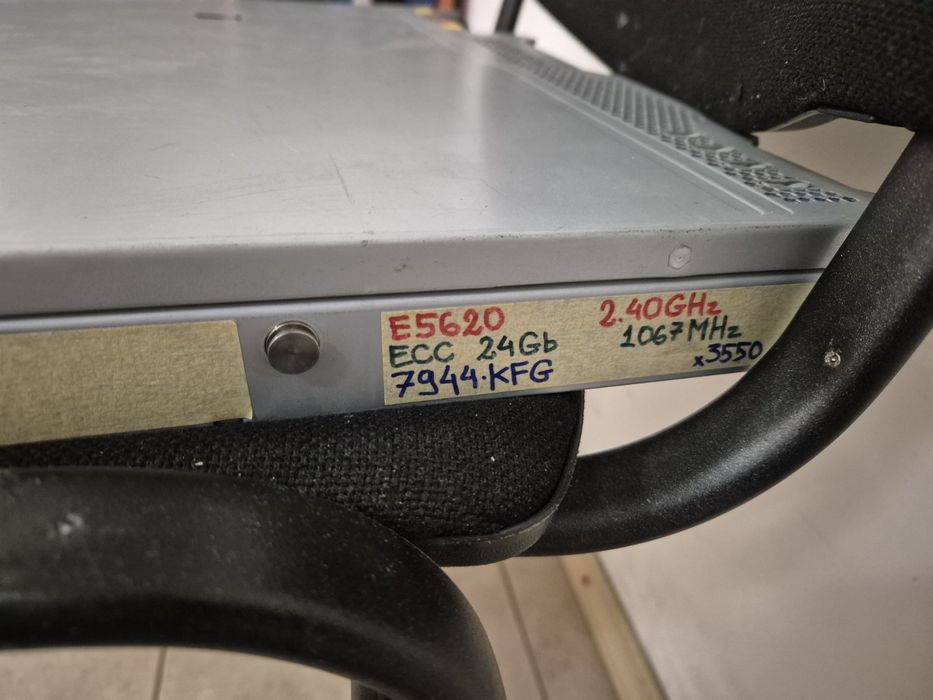 E5620 2.40GHz
ECC 24Gb 1067MHz
7944·KFG x3550